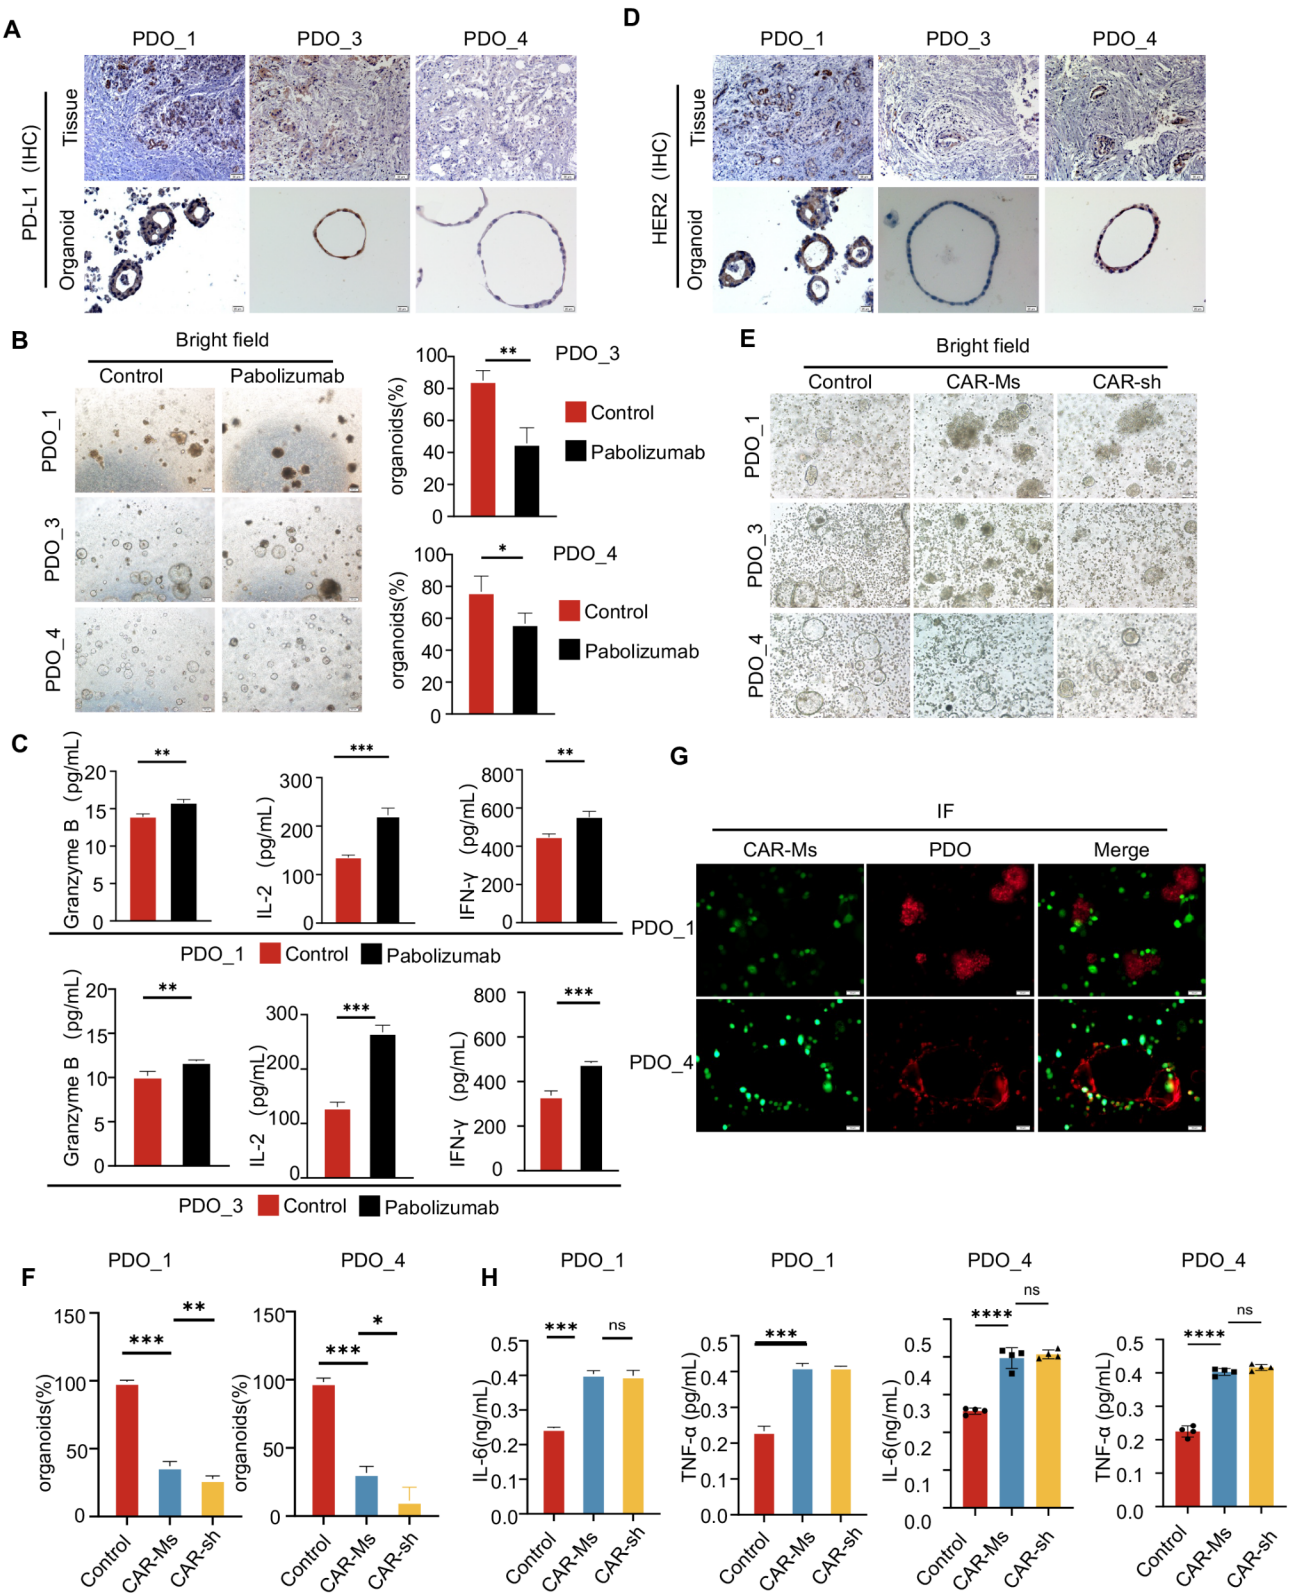 A
PDO_1 PDO_3 PDO_4
PD-L1 (IHC)
Tissue
Organoid
D
PDO_1 PDO_3 PDO_4
HER2 (IHC)
Tissue
Organoid
B
Bright field
Control Pabolizumab
PDO_1
PDO_3
PDO_4
organoids(%)
100
80
60
40
20
0
**
PDO_3
Control
Pabolizumab
organoids(%)
100
80
60
40
20
0
*
PDO_4
Control
Pabolizumab
E
Bright field
Control CAR-Ms CAR-sh
PDO_1
PDO_3
PDO_4
C
Granzyme B (pg/mL)
20
15
10
5
0
**
IL-2 (pg/mL)
300
200
100
0
***
IFN-γ (pg/mL)
800
600
400
200
0
**
PDO_1 Control Pabolizumab
Granzyme B (pg/mL)
20
15
10
5
0
**
IL-2 (pg/mL)
300
200
100
0
***
IFN-γ (pg/mL)
800
600
400
200
0
***
PDO_3 Control Pabolizumab
G
IF
CAR-Ms PDO Merge
PDO_1
PDO_4
F
PDO_1
organoids(%)
150
100
50
0
***
**
Control CAR-Ms CAR-sh
PDO_4
organoids(%)
150
100
50
0
***
*
Control CAR-Ms CAR-sh
H
PDO_1
IL-6(ng/mL)
0.5
0.4
0.3
0.2
0.1
0.0
***
ns
Control CAR-Ms CAR-sh
PDO_1
TNF-α (pg/mL)
0.5
0.4
0.3
0.2
0.1
0.0
***
Control CAR-Ms CAR-sh
PDO_4
IL-6(ng/mL)
0.5
0.4
0.3
0.2
0.1
0.0
****
ns
Control CAR-Ms CAR-sh
PDO_4
TNF-α (pg/mL)
0.5
0.4
0.3
0.2
0.1
0.0
****
ns
Control CAR-Ms CAR-sh